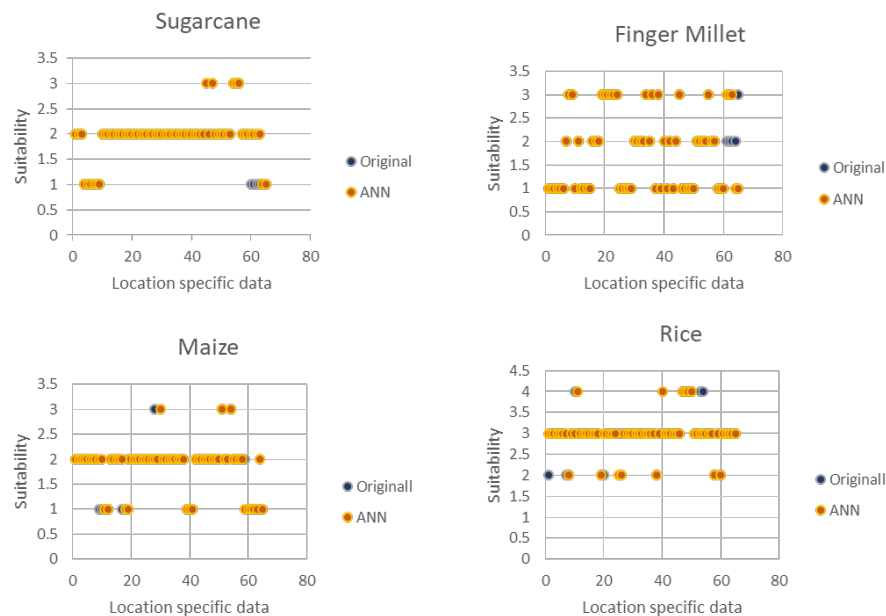 Sugarcane
3.5
3
2.5
2
1.5
1
0.5
0
Suitability
0 20 40 60 80
Location specific data
Original
ANN
Finger Millet
3.5
3
2.5
2
1.5
1
0.5
0
Suitability
0 20 40 60 80
Location specific data
Original
ANN
Maize
3.5
3
2.5
2
1.5
1
0.5
0
Suitability
0 20 40 60 80
Location specific data
Originall
ANN
Rice
4.5
4
3.5
3
2.5
2
1.5
1
0.5
0
Suitability
0 20 40 60 80
Location specific data
Originall
ANN